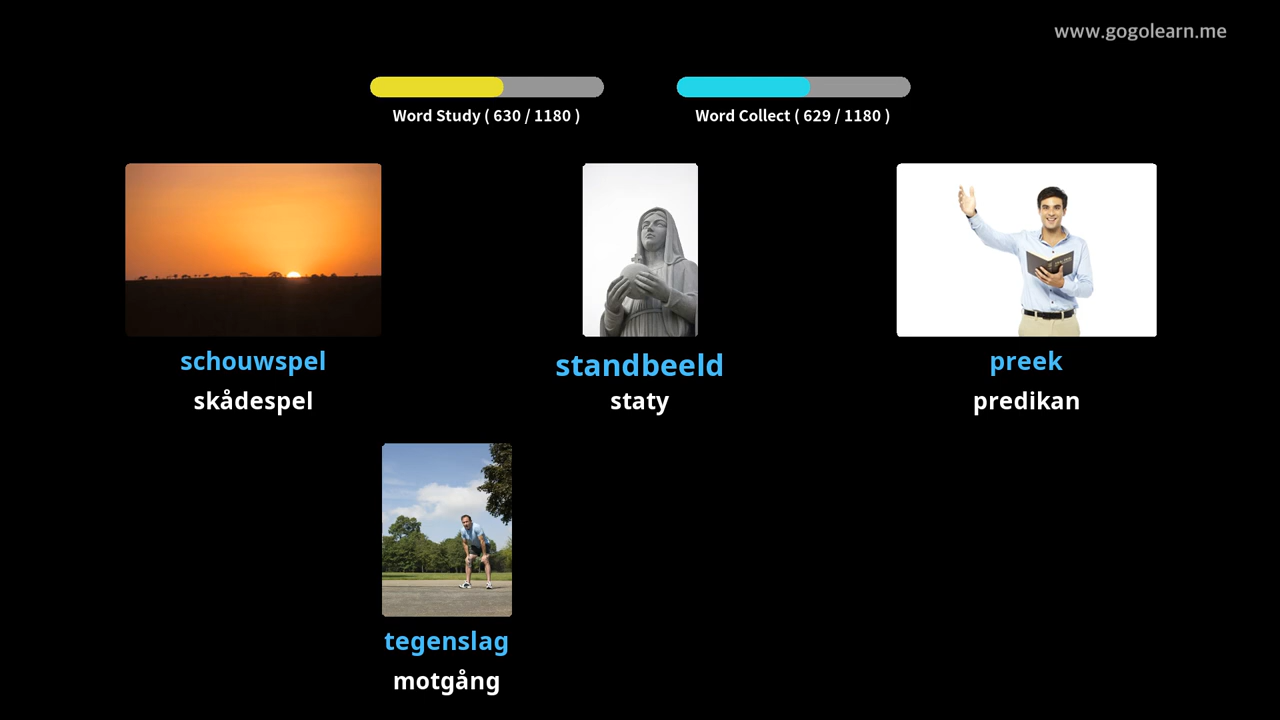 www.gogolearn.me
Word Study ( 630 / 1180 )
Word Collect ( 629 / 1180 )
schouwspel
skådespel
standbeeld
staty
preek
predikan
tegenslag
motgång